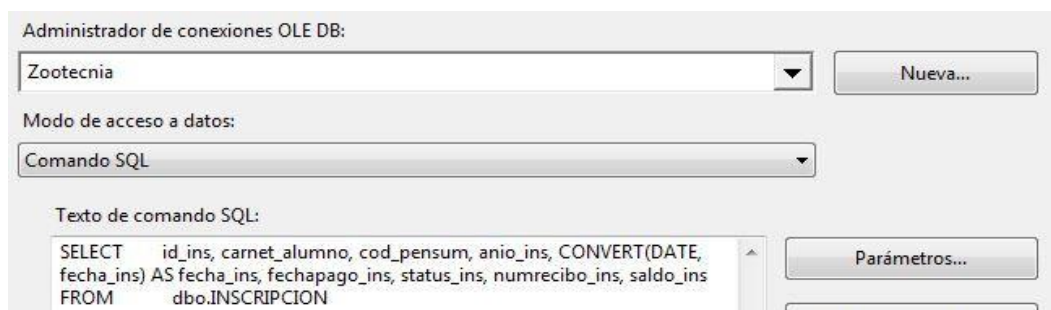 Administrador de conexiones OLE DB:
Zootecnia
Nueva...
Modo de acceso a datos:
Comando SQL
Texto de comando SQL:
SELECT id_ins, carnet_alumno, cod_pensum, anio_ins, CONVERT(DATE,
fecha_ins) AS fecha_ins, fechapago_ins, status_ins, numrecibo_ins, saldo_ins
FROM dbo.INSCRIPCION
Parámetros...